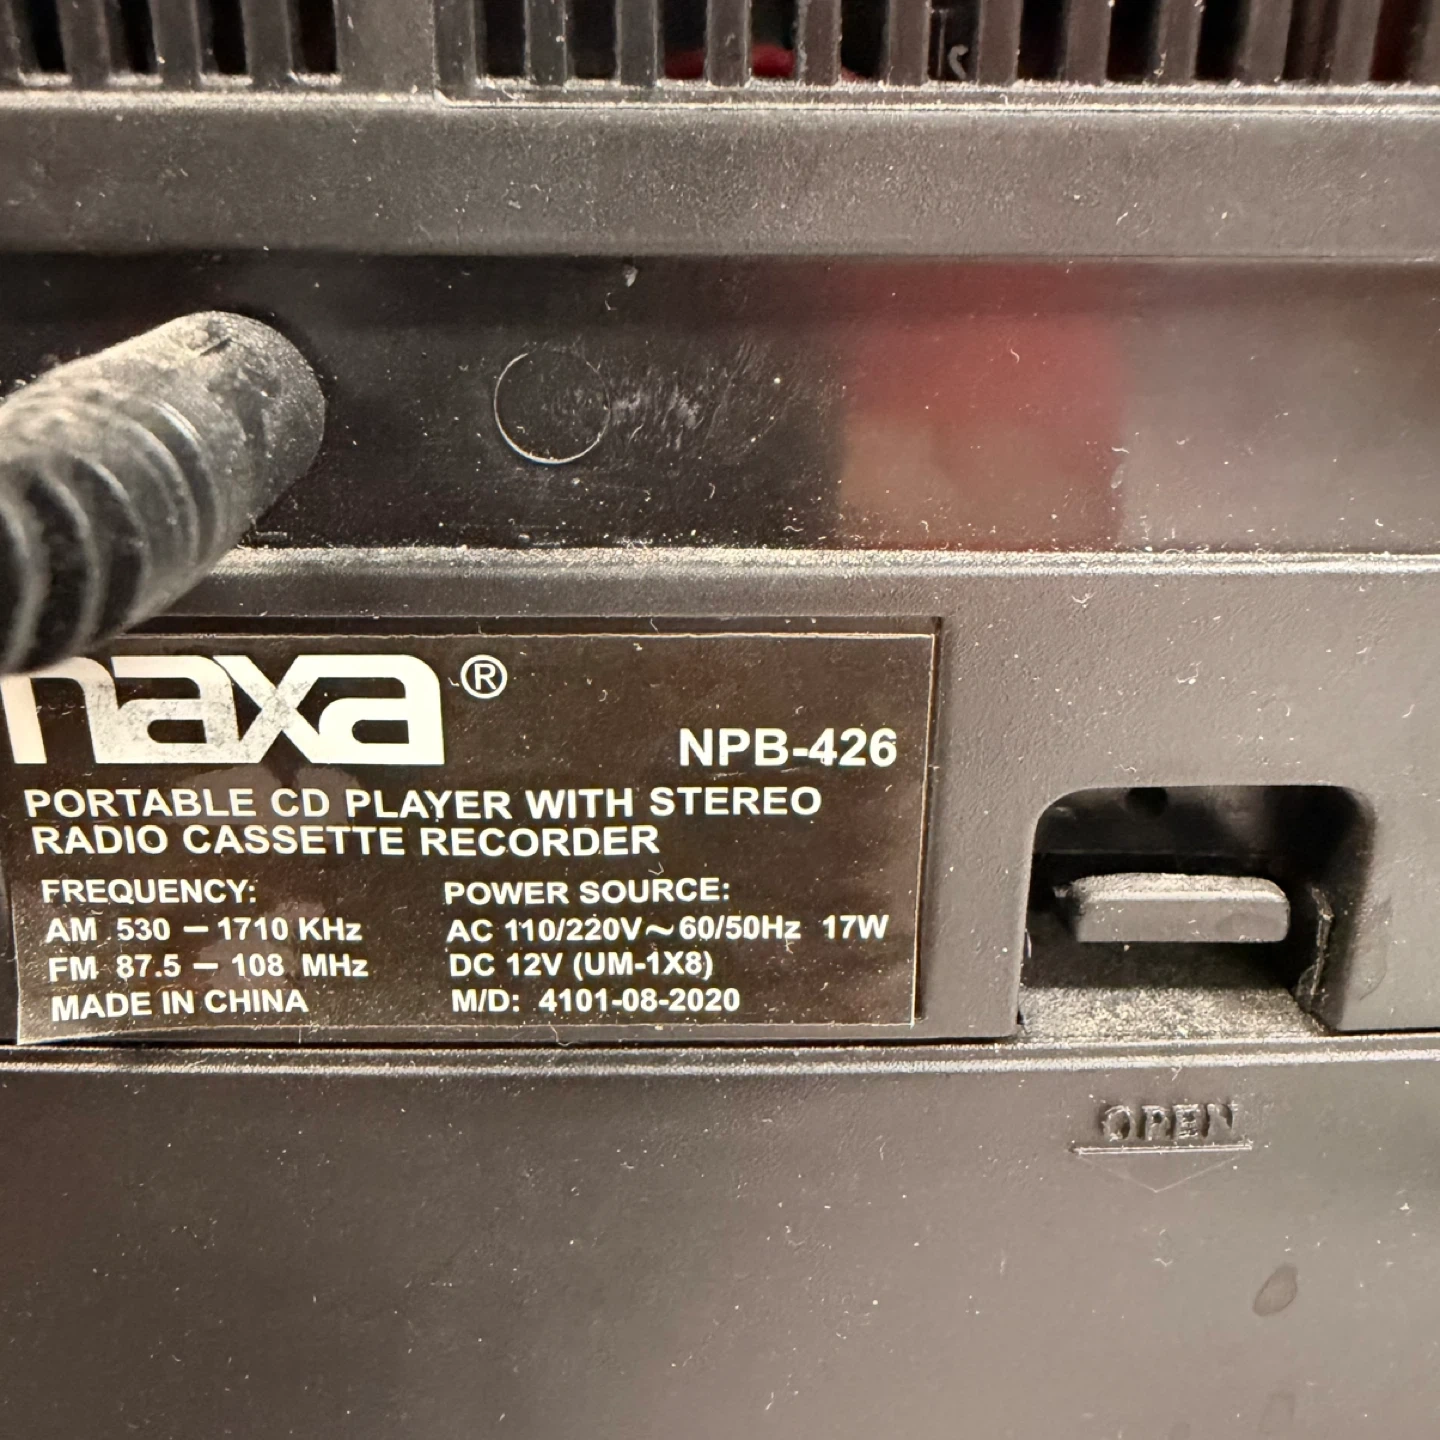 naxa®
NPB-426
PORTABLE CD PLAYER WITH STEREO
RADIO CASSETTE RECORDER
FREQUENCY:
AM 530 – 1710 KHz
FM 87.5 – 108 MHz
MADE IN CHINA
POWER SOURCE:
AC 110/220V～60/50Hz 17W
DC 12V (UM-1X8)
M/D: 4101-08-2020
OPEN